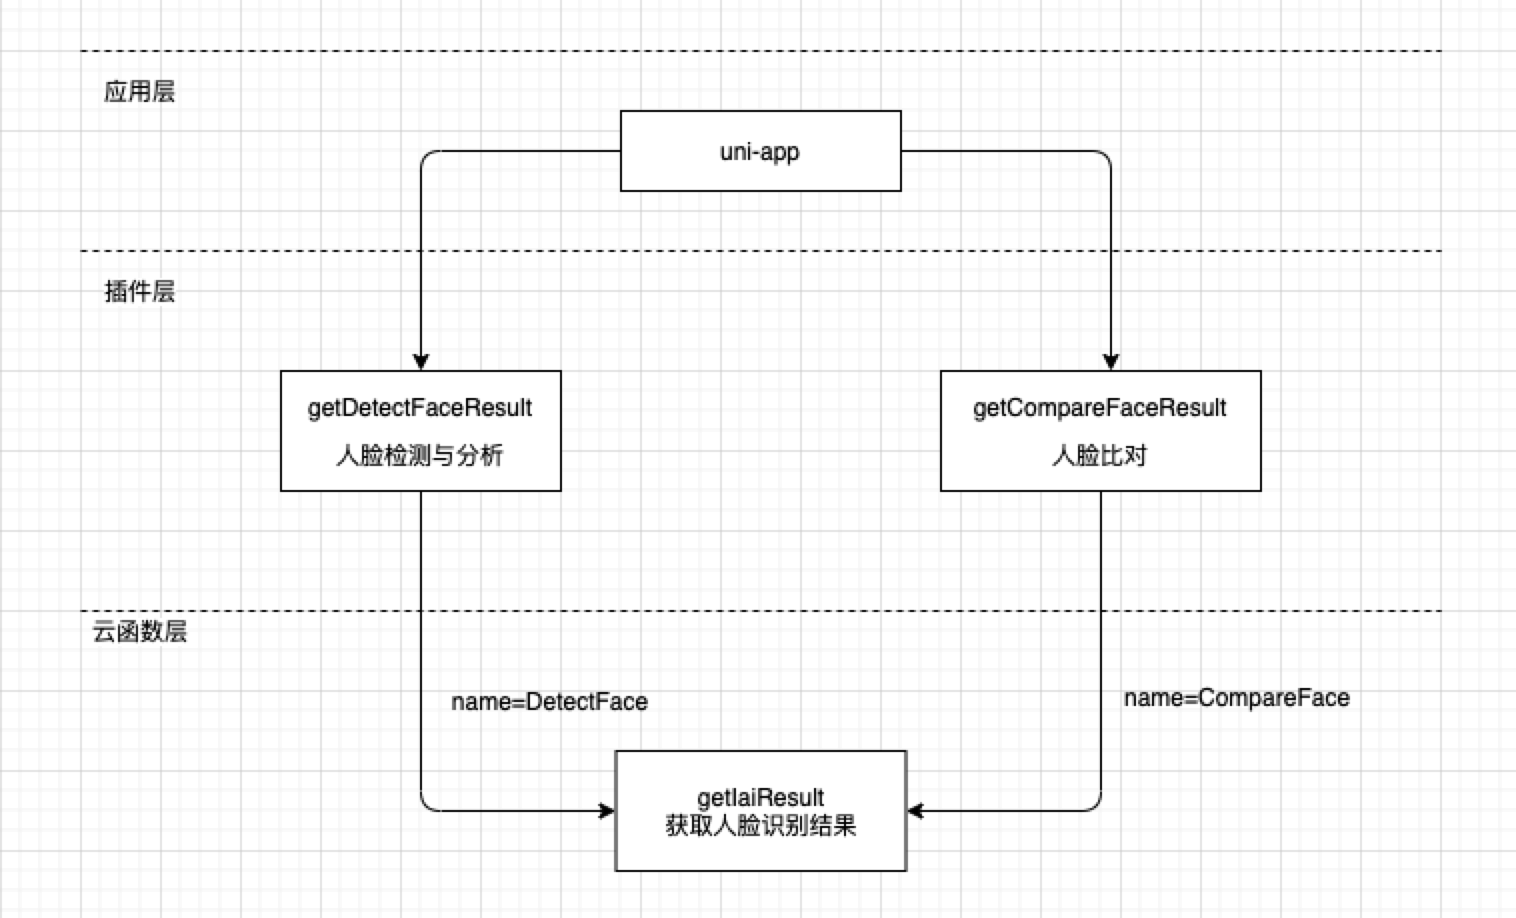 应用层
uni-app
插件层
getDetectFaceResult
人脸检测与分析
getCompareFaceResult
人脸比对
云函数层
name=DetectFace
name=CompareFace
getIaiResult
获取人脸识别结果